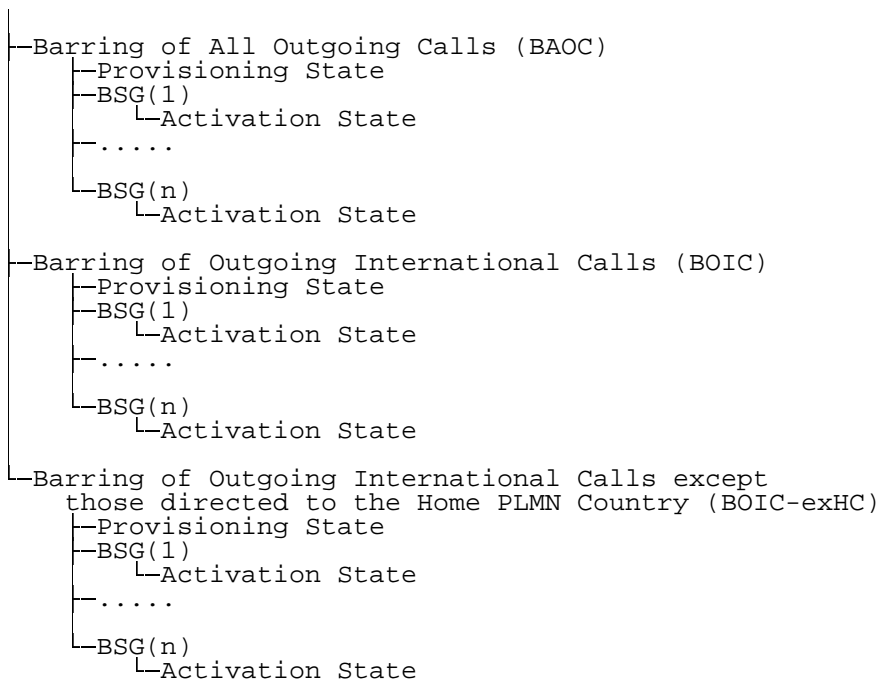 Barring of All Outgoing Calls (BAOC)
Provisioning State
BSG(1)
Activation State
.....
BSG(n)
Activation State
Barring of Outgoing International Calls (BOIC)
Provisioning State
BSG(1)
Activation State
.....
BSG(n)
Activation State
Barring of Outgoing International Calls except
those directed to the Home PLMN Country (BOIC-exHC)
Provisioning State
BSG(1)
Activation State
.....
BSG(n)
Activation State